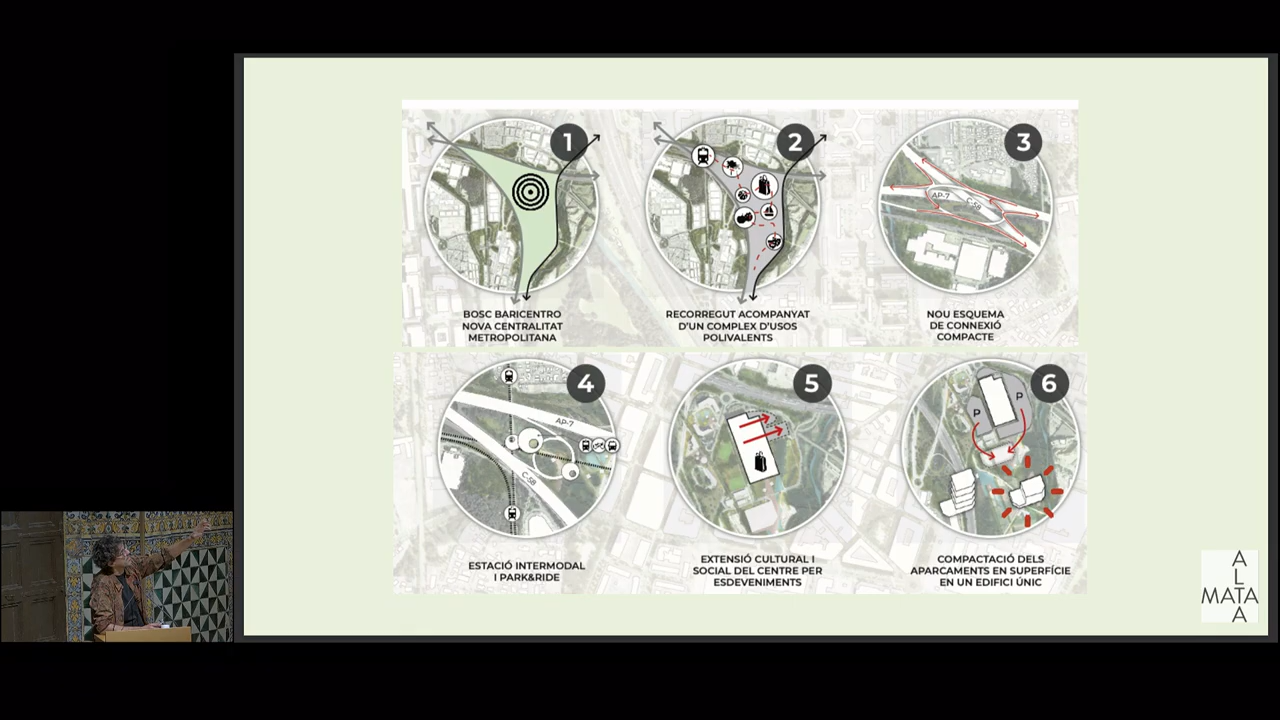 1
BOSC BARICENTRO
NOVA CENTRALITAT
METROPOLITANA
2
RECORREGUT ACOMPANYAT
D'UN COMPLEX D'USOS
POLIVALENTS
3
AP-7
C-58
NOU ESQUEMA
DE CONNEXIÓ
COMPACTE
4
AP-7
C-58
ESTACIÓ INTERMODAL
I PARK&RIDE
5
EXTENSIÓ CULTURAL I
SOCIAL DEL CENTRE PER
ESDEVENIMENTS
6
P
P
COMPACTACIÓ DELS
APARCAMENTS EN SUPERFÍCIE
EN UN EDIFICI ÚNIC
A
L
MATA
A